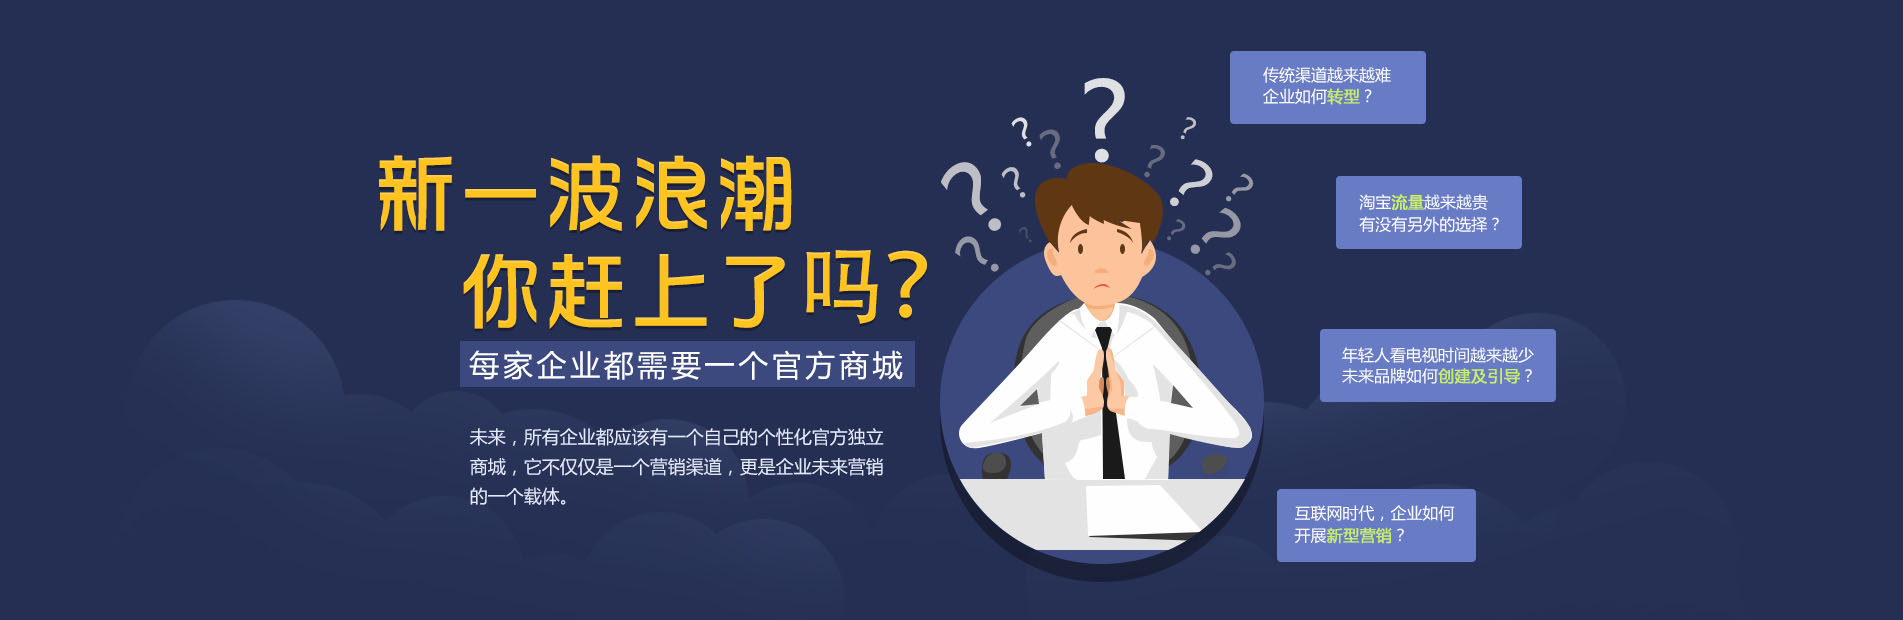 新一波浪潮
你赶上了吗?
每家企业都需要一个官方商城
未来，所有企业都应该有一个自己的个性化官方独立
商城，它不仅仅是一个营销渠道，更是企业未来营销
的一个载体。
传统渠道越来越难
企业如何转型？
淘宝流量越来越贵
有没有另外的选择？
年轻人看电视时间越来越少
未来品牌如何创建及引导？
互联网时代，企业如何
开展新型营销？